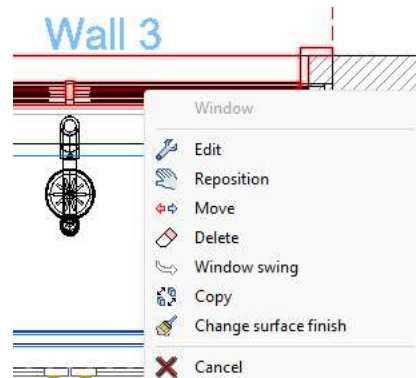 Wall 3
Window
Edit
Reposition
Move
Delete
Window swing
Copy
Change surface finish
Cancel